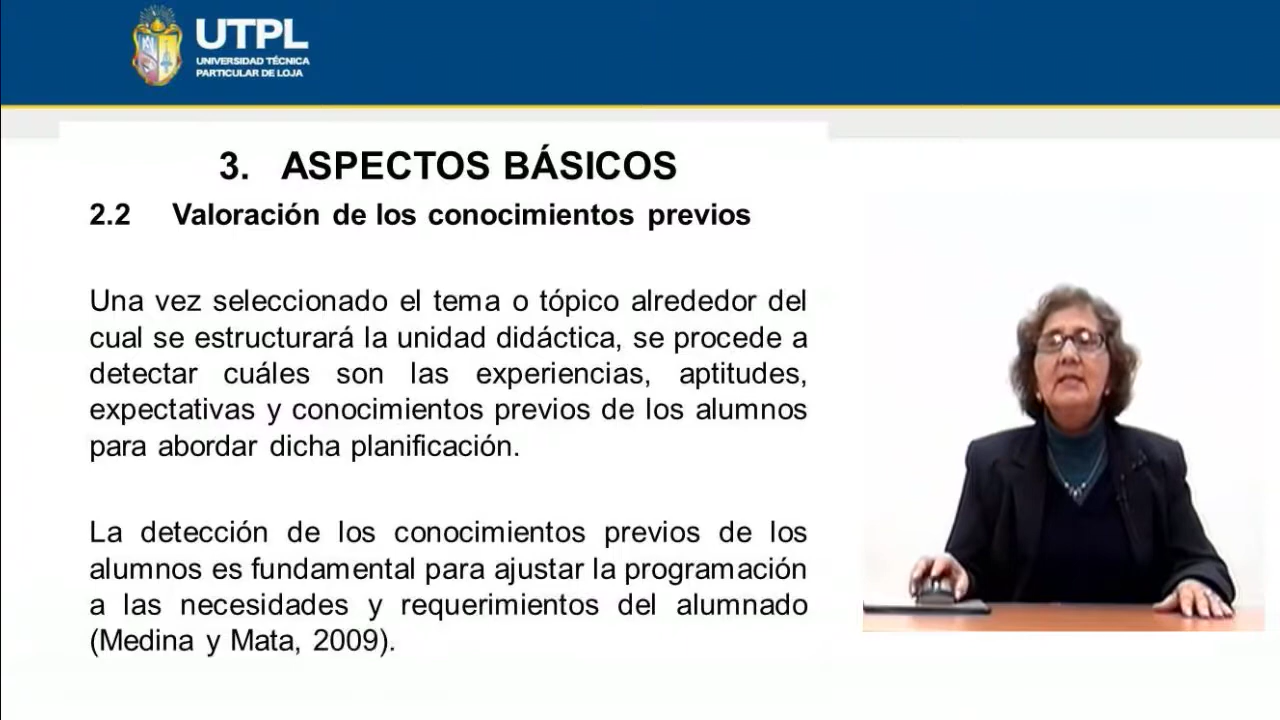 UTPL
UNIVERSIDAD TÉCNICA
PARTICULAR DE LOJA
3. ASPECTOS BÁSICOS
2.2 Valoración de los conocimientos previos
Una vez seleccionado el tema o tópico alrededor del
cual se estructurará la unidad didáctica, se procede a
detectar cuáles son las experiencias, aptitudes,
expectativas y conocimientos previos de los alumnos
para abordar dicha planificación.
La detección de los conocimientos previos de los
alumnos es fundamental para ajustar la programación
a las necesidades y requerimientos del alumnado
(Medina y Mata, 2009).